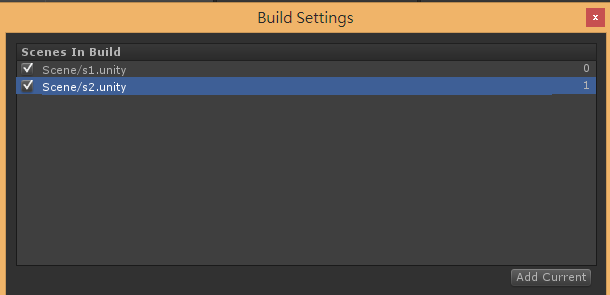 Build Settings
x
Scenes In Build
Scene/s1.unity 0
Scene/s2.unity 1
Add Current